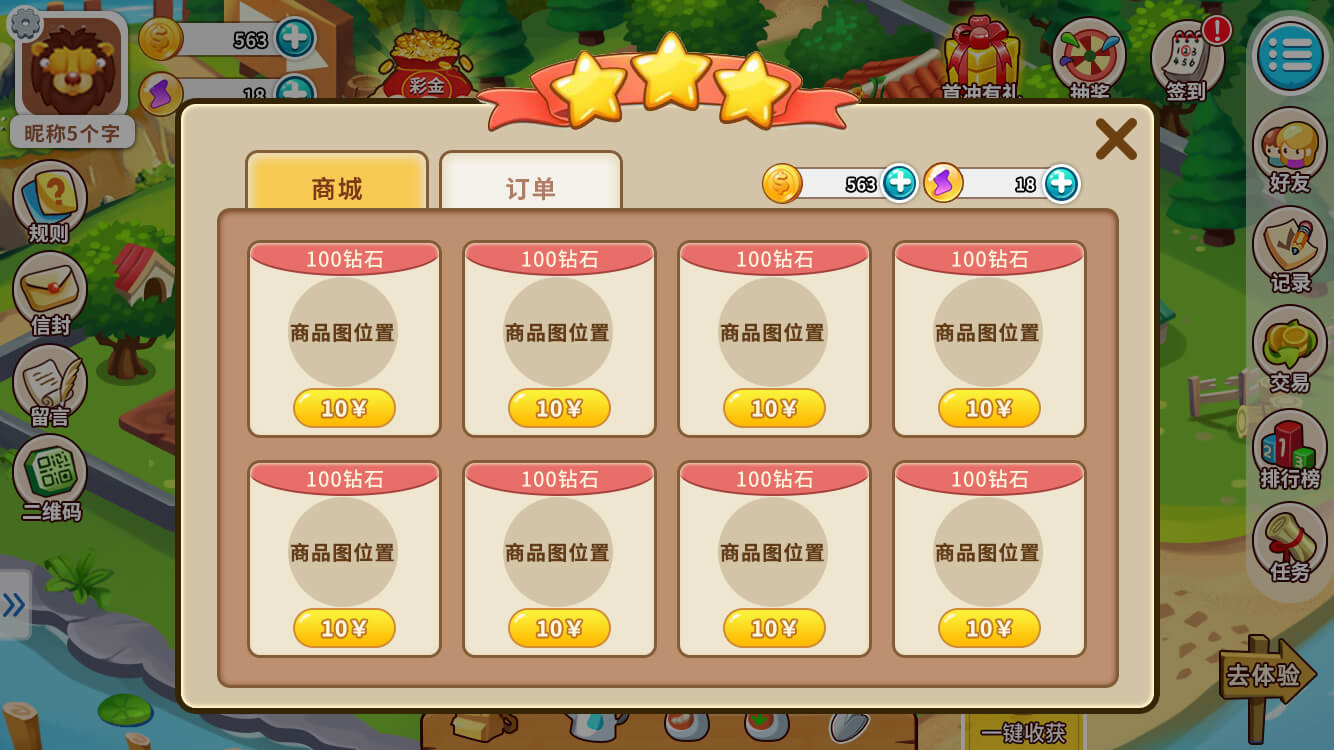 563
18
昵称5个字
彩金
首冲有礼
抽奖
签到
规则
信封
留言
二维码
好友
记录
交易
1
2
3
排行榜
任务
商城
订单
563
18
100钻石
100钻石
100钻石
100钻石
商品图位置
商品图位置
商品图位置
商品图位置
10¥
10¥
10¥
10¥
100钻石
100钻石
100钻石
100钻石
商品图位置
商品图位置
商品图位置
商品图位置
10¥
10¥
10¥
10¥
去体验
一键收获